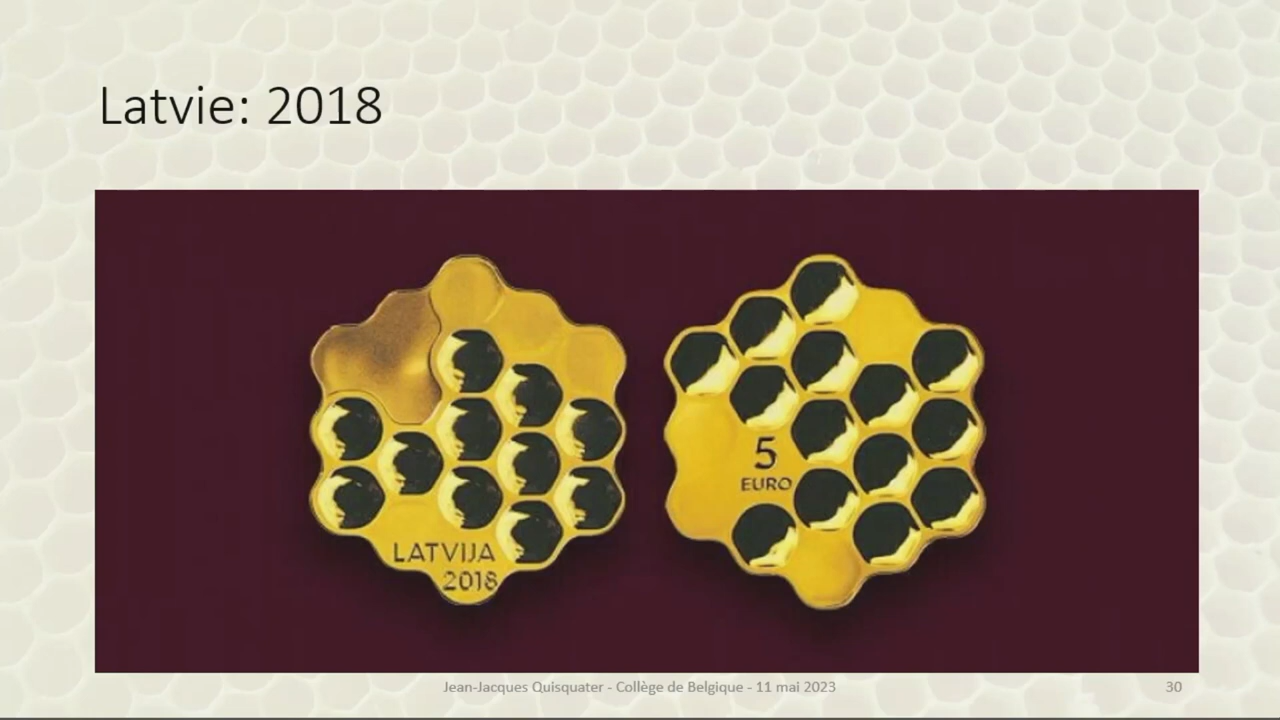 Latvie: 2018
LATVIJA
2018
5
EURO
Jean-Jacques Quisquater - Collège de Belgique - 11 mai 2023
30